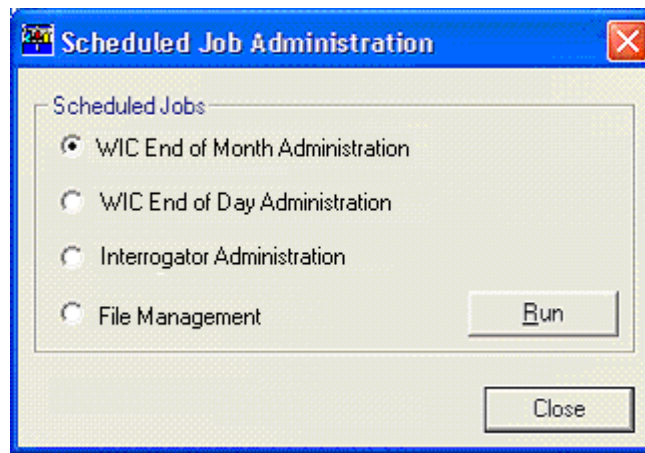 Scheduled Job Administration
Scheduled Jobs
WIC End of Month Administration
WIC End of Day Administration
Interrogator Administration
File Management
Run
Close